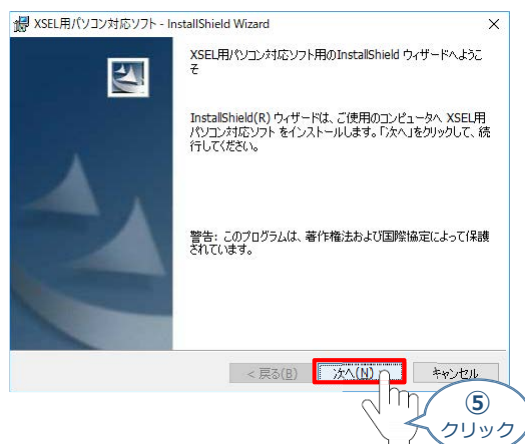 XSEL用パソコン対応ソフト - InstallShield Wizard
XSEL用パソコン対応ソフト用のInstallShield ウィザードへようこ
そ
InstallShield(R) ウィザードは、ご使用のコンピュータへ XSEL用
パソコン対応ソフト をインストールします。「次へ」をクリックして、続
行してください。
警告: このプログラムは、著作権法および国際協定によって保護
されています。
< 戻る(B)
次へ(N)
キャンセル
⑤
クリック